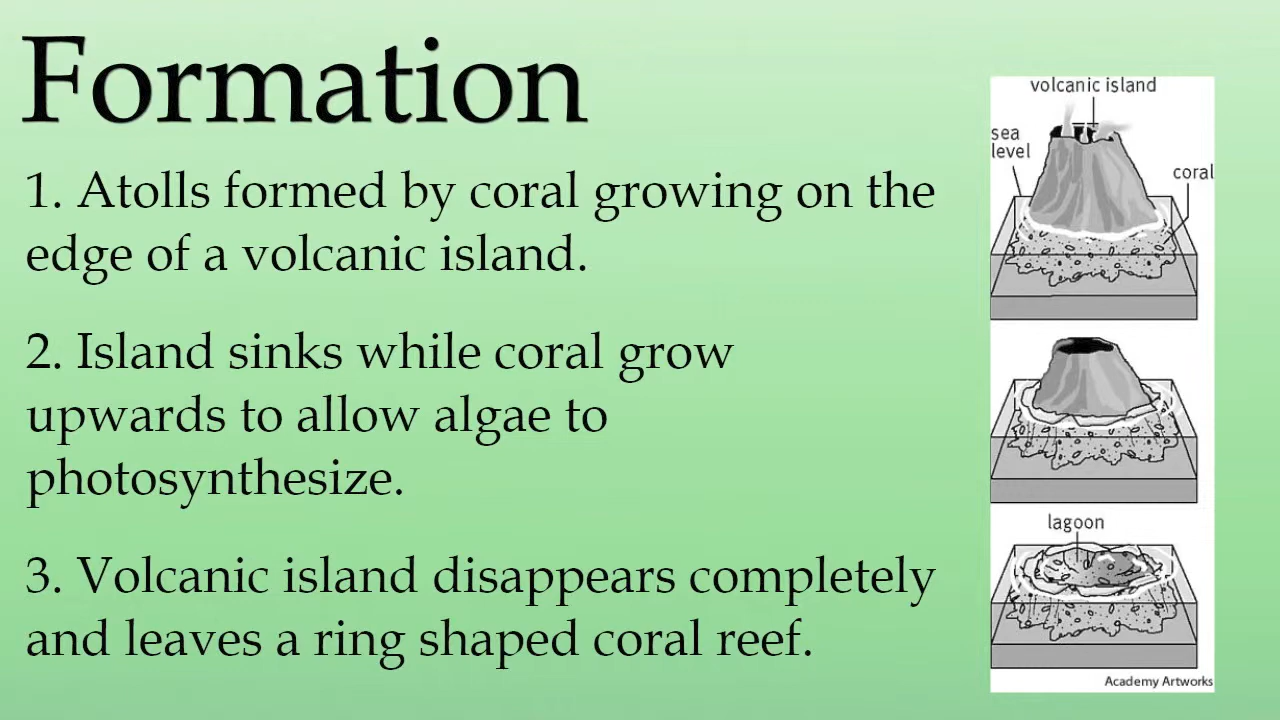 Formation
1. Atolls formed by coral growing on the
edge of a volcanic island.
2. Island sinks while coral grow
upwards to allow algae to
photosynthesize.
3. Volcanic island disappears completely
and leaves a ring shaped coral reef.
volcanic island
sea
level
coral
lagoon
Academy Artworks